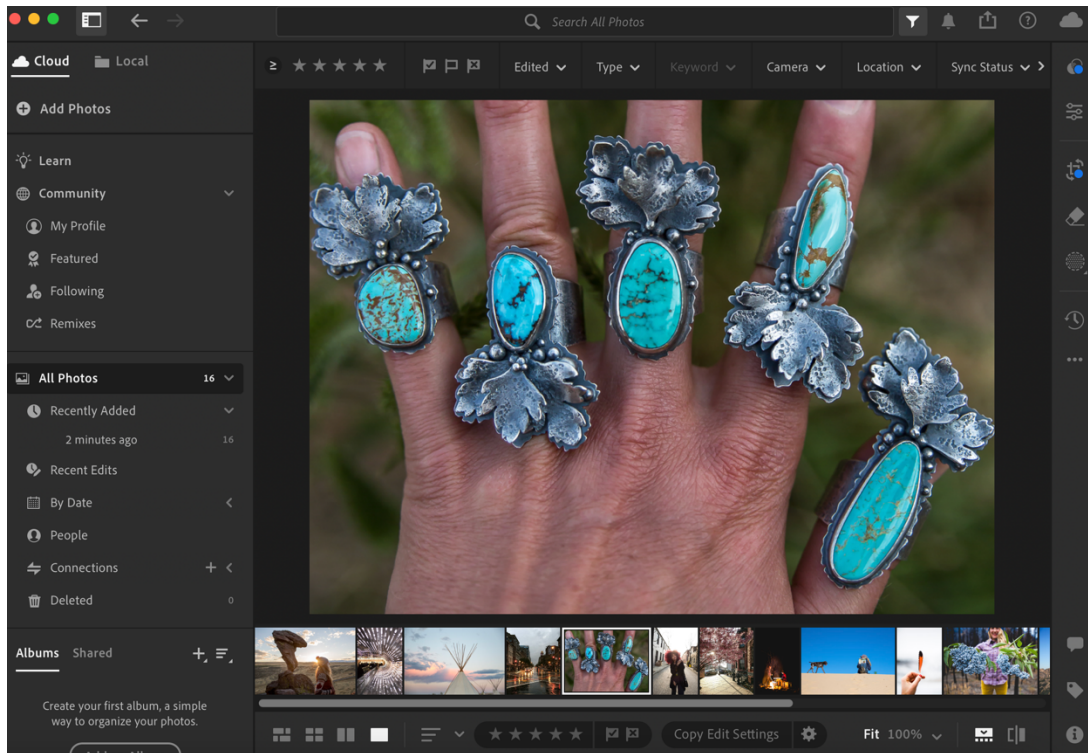 Search All Photos
Cloud Local
≥ Edited Type Keyword Camera Location Sync Status
Add Photos
Learn
Community
My Profile
Featured
Following
Remixes
All Photos 16
Recently Added
2 minutes ago 16
Recent Edits
By Date
People
Connections
Deleted 0
Albums Shared
Create your first album, a simple
way to organize your photos.
Copy Edit Settings Fit 100%